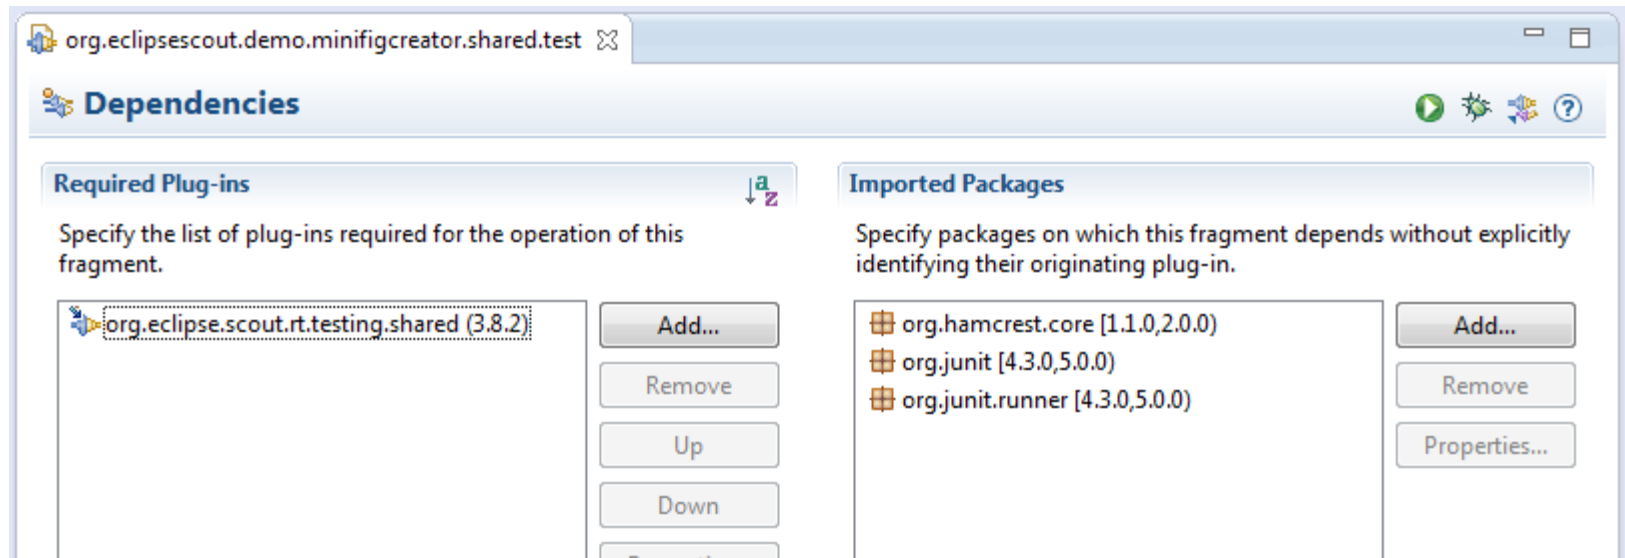 org.eclipsescout.demo.minifigcreator.shared.test
Dependencies
Required Plug-ins
Specify the list of plug-ins required for the operation of this
fragment.
org.eclipse.scout.rt.testing.shared (3.8.2)
Add...
Remove
Up
Down
Imported Packages
Specify packages on which this fragment depends without explicitly
identifying their originating plug-in.
org.hamcrest.core [1.1.0,2.0.0)
org.junit [4.3.0,5.0.0)
org.junit.runner [4.3.0,5.0.0)
Add...
Remove
Properties...